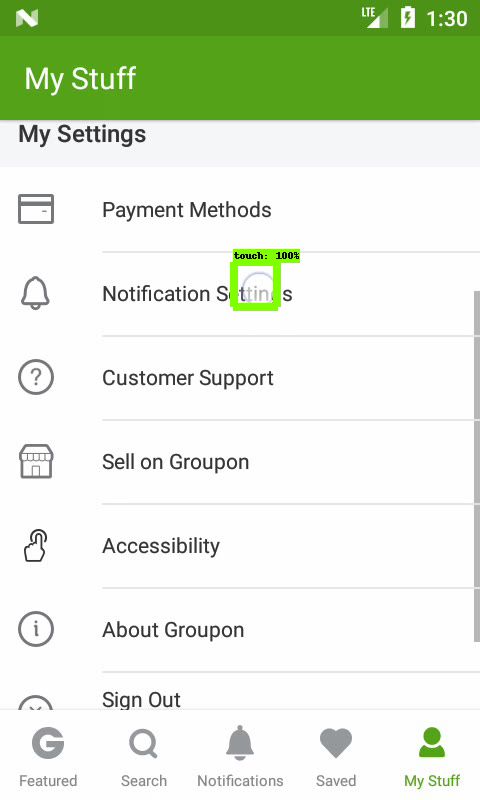 LTE 1:30
My Stuff
My Settings
Payment Methods
touch: 100%
Notification Settings
Customer Support
Sell on Groupon
Accessibility
About Groupon
Sign Out
Featured Search Notifications Saved My Stuff